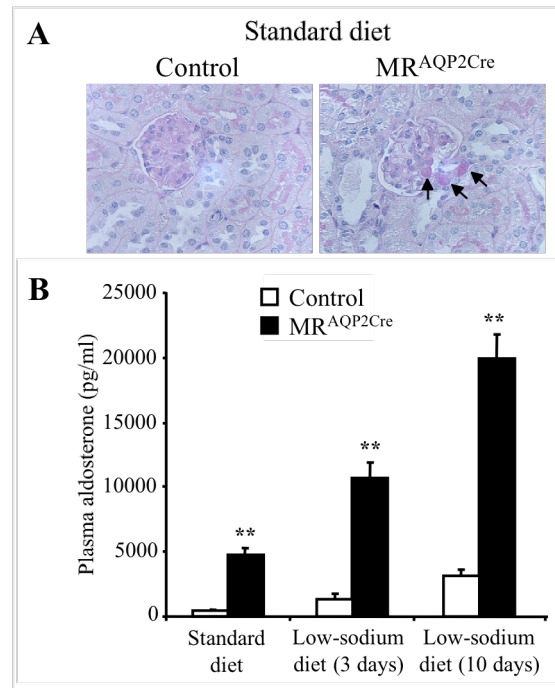 A
Standard diet
Control
MR^AQP2Cre
B
Plasma aldosterone (pg/ml)
25000
20000
15000
10000
5000
0
Control
MR^AQP2Cre
**
**
**
Standard
diet
Low-sodium
diet (3 days)
Low-sodium
diet (10 days)